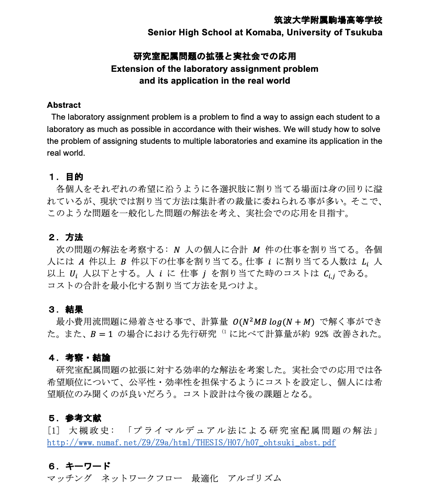 筑波大学附属駒場高等学校
Senior High School at Komaba, University of Tsukuba
研究室配属問題の拡張と実社会での応用
Extension of the laboratory assignment problem
and its application in the real world
Abstract
The laboratory assignment problem is a problem to find a way to assign each student to a
laboratory as much as possible in accordance with their wishes. We will study how to solve
the problem of assigning students to multiple laboratories and examine its application in the
real world.
1．目的
各個人をそれぞれの希望に沿うように各選択肢に割り当てる場面は身の回りに溢
れているが、現状では割り当て方法は集計者の裁量に委ねられる事が多い。そこで、
このような問題を一般化した問題の解法を考え、実社会での応用を目指す。
2．方法
次の問題の解法を考察する: N 人の個人に合計 M 件の仕事を割り当てる。各個
人には A 件以上 B 件以下の仕事を割り当てる。仕事 i に割り当てる人数は Lᵢ 人
以上 Uᵢ 人以下とする。人 i に 仕事 j を割り当てた時のコストは Cᵢ,ⱼ である。
コストの合計を最小化する割り当て方法を見つけよ。
3．結果
最小費用流問題に帰着させる事で、計算量 O(N²MB log(N + M) で解く事ができ
た。また、B = 1 の場合における先行研究 [1] に比べて計算量が約 92% 改善された。
4．考察・結論
研究室配属問題の拡張に対する効率的な解法を考案した。実社会での応用では各
希望順位について、公平性・効率性を担保するようにコストを設定し、個人には希
望順位のみ聞くのが良いだろう。コスト設計は今後の課題となる。
5．参考文献
[1] 大槻政史: 「プライマルデュアル法による研究室配属問題の解法」
http://www.numaf.net/Z9/Z9a/html/THESIS/H07/h07_ohtsuki_abst.pdf
6．キーワード
マッチング ネットワークフロー 最適化 アルゴリズム